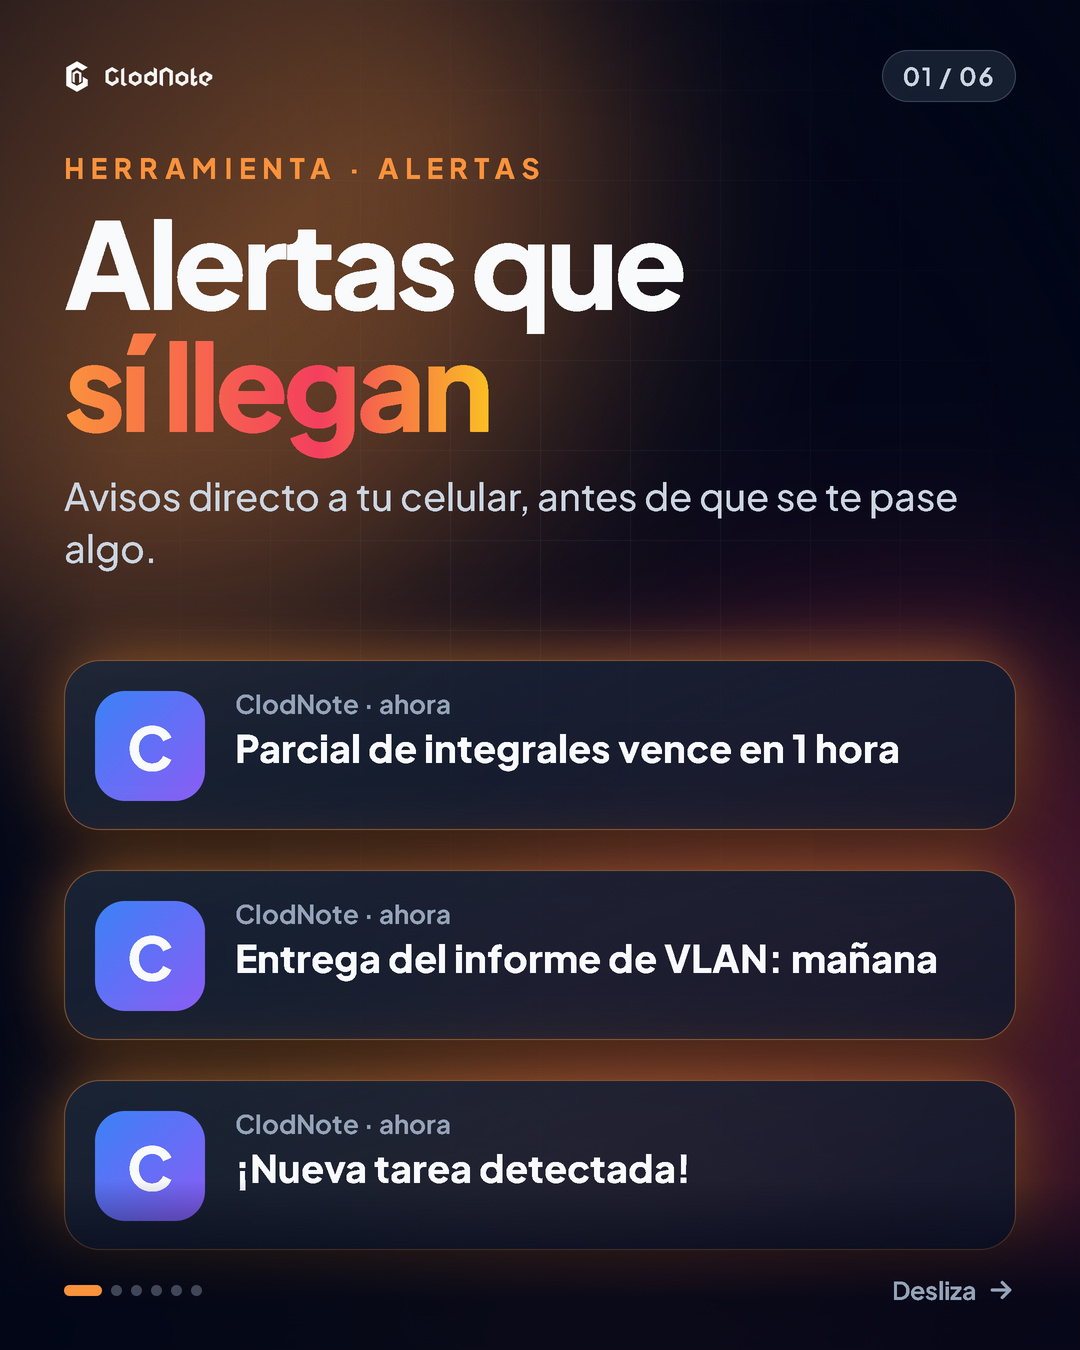 ClodNote
01 / 06
HERRAMIENTA · ALERTAS
Alertas que
sí llegan
Avisos directo a tu celular, antes de que se te pase
algo.
C
ClodNote · ahora
Parcial de integrales vence en 1 hora
C
ClodNote · ahora
Entrega del informe de VLAN: mañana
C
ClodNote · ahora
¡Nueva tarea detectada!
Desliza →